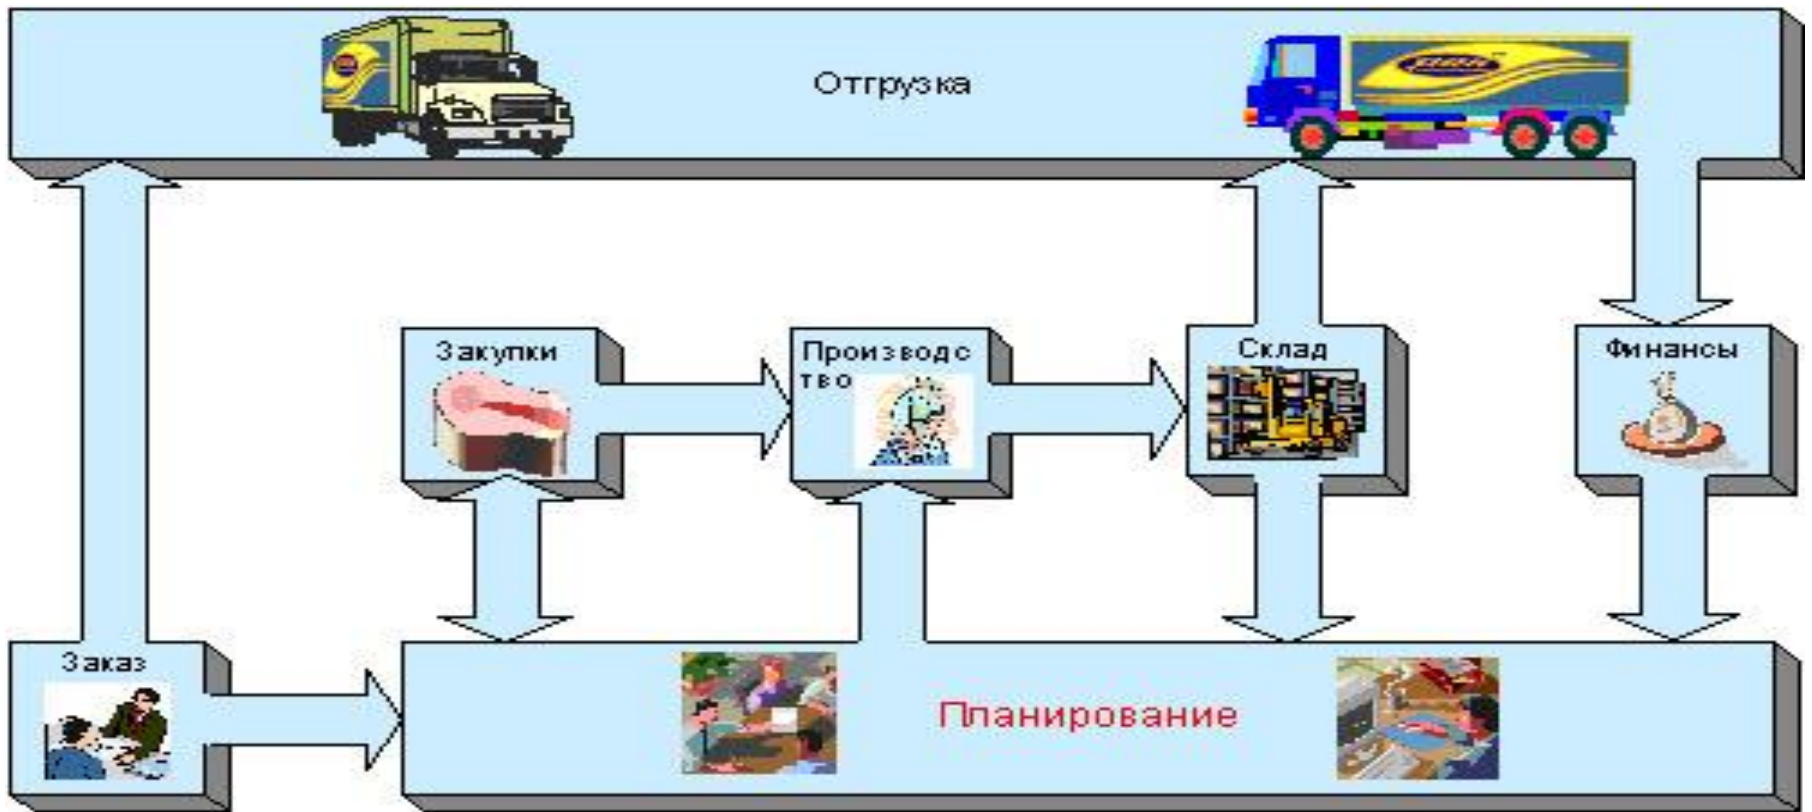 Отгрузка
Закупки
Производс
тво
Склад
Финансы
Заказ
Планирование